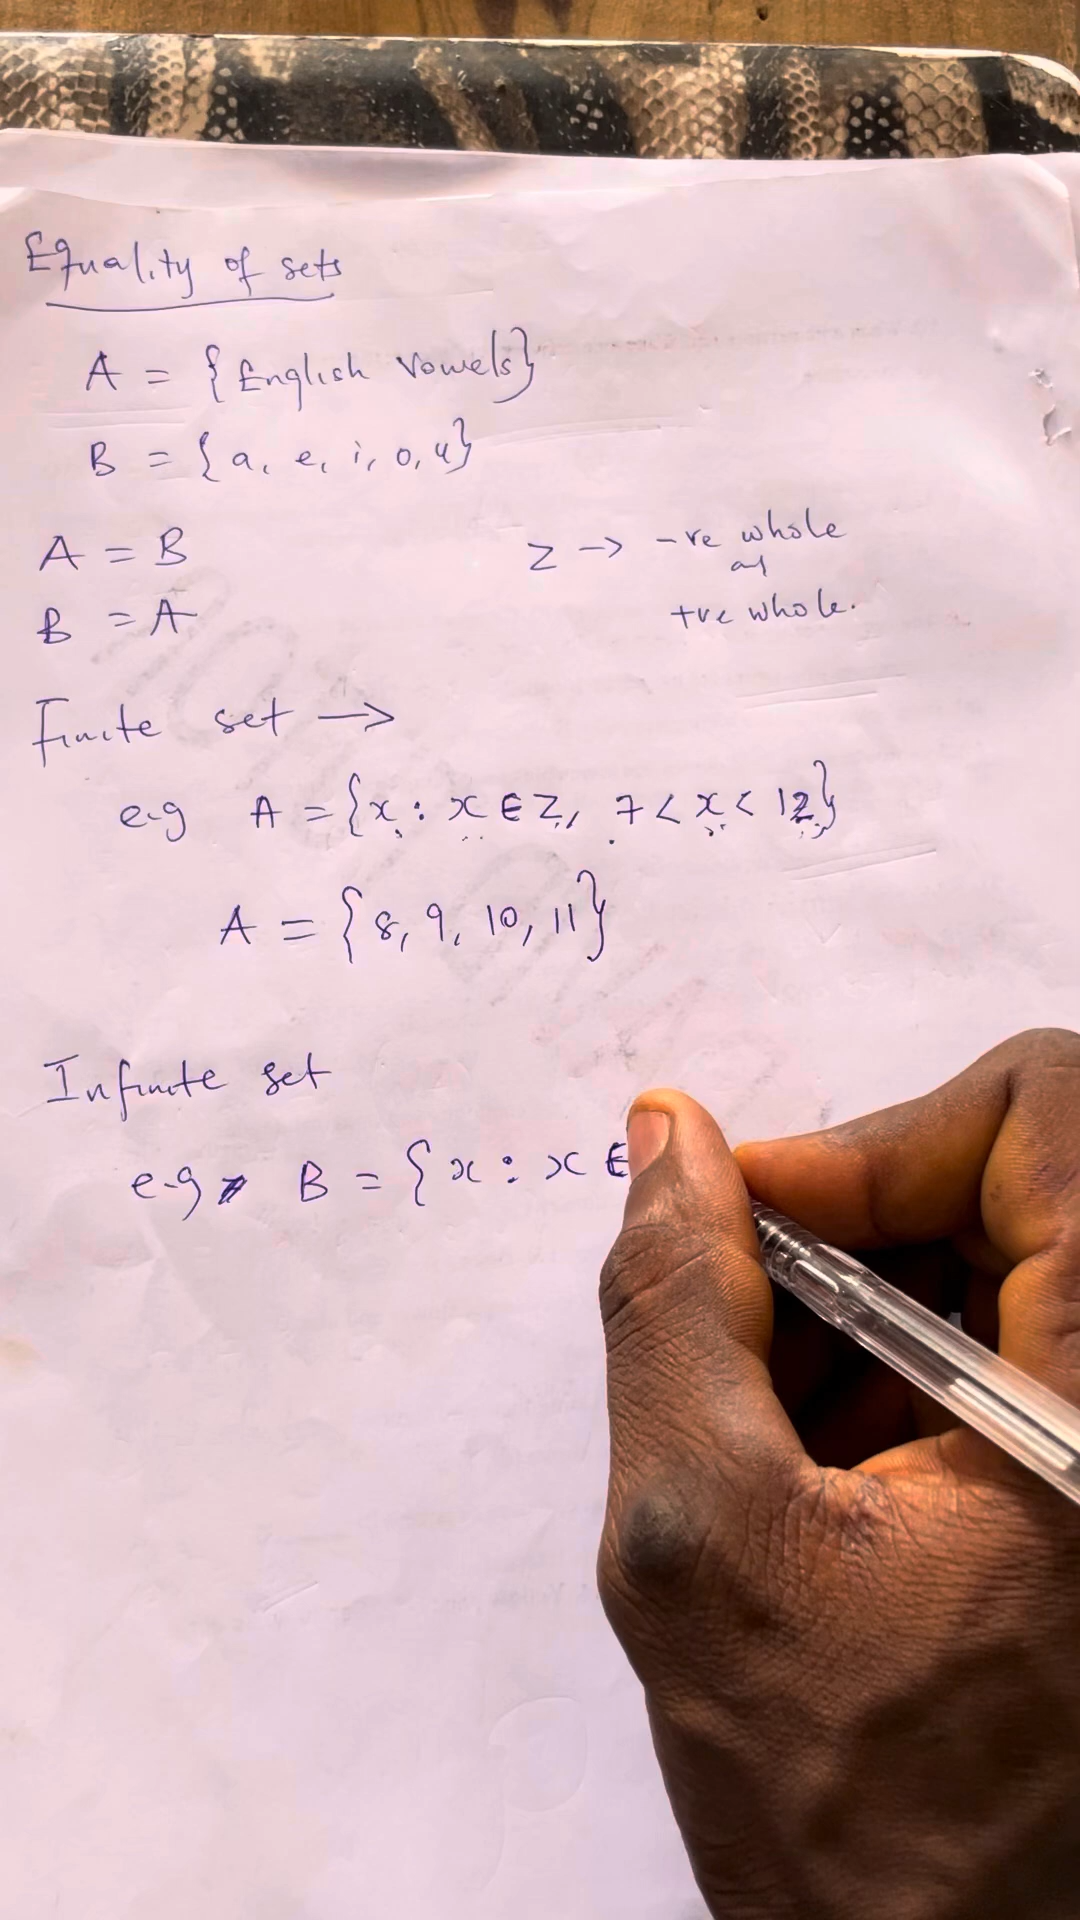 Equality of sets
A = {English Vowels}
B = {a, e, i, o, u}
A = B
B = A
Z -> -ve whole
+ve whole.
Finite set ->
e.g A = {x : x ∈ Z, 7 < x < 12}
A = {8, 9, 10, 11}
Infinite set
e.g B = {x : x ∈